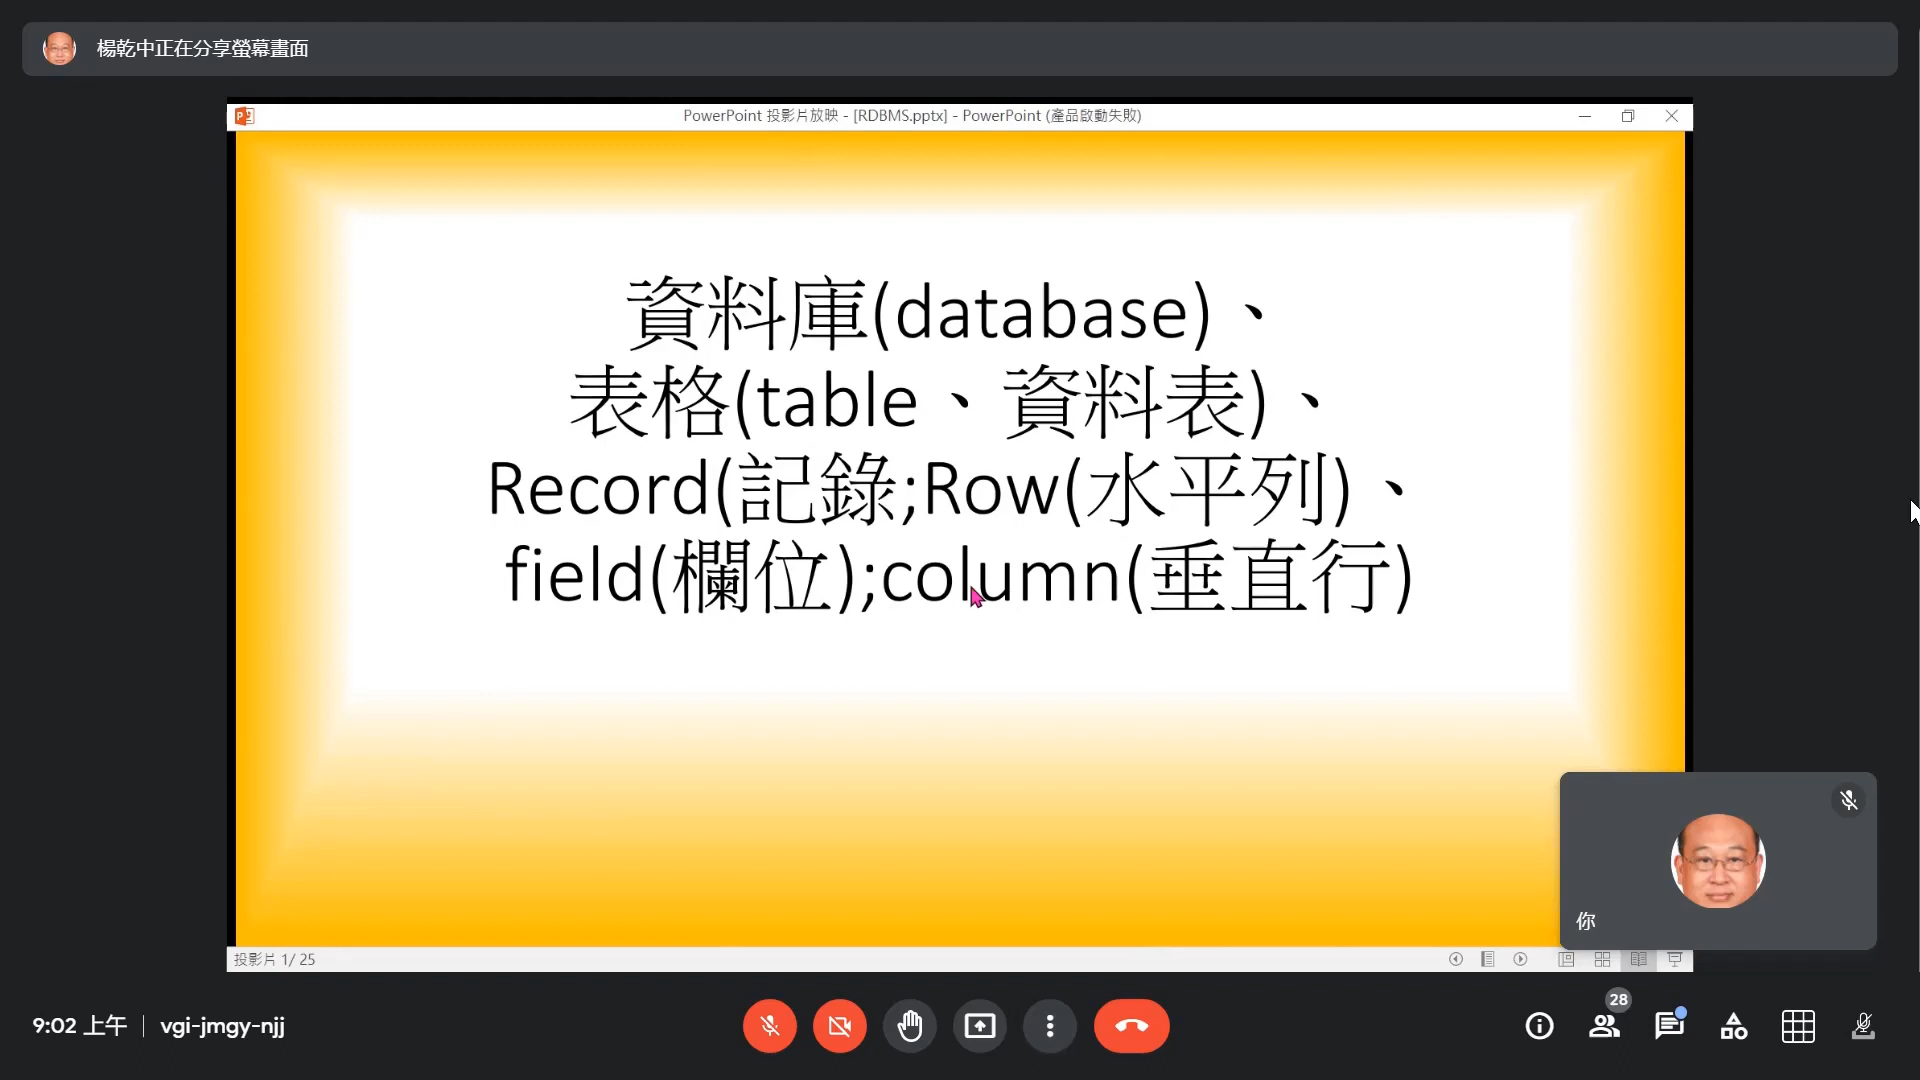 楊乾中正在分享螢幕畫面
PowerPoint 投影片放映 - [RDBMS.pptx] - PowerPoint (產品啟動失敗)
資料庫(database)、
表格(table、資料表)、
Record(記錄;Row(水平列)、
field(欄位);column(垂直行)
你
投影片 1/ 25
28
9:02 上午
vgi-jmgy-njj